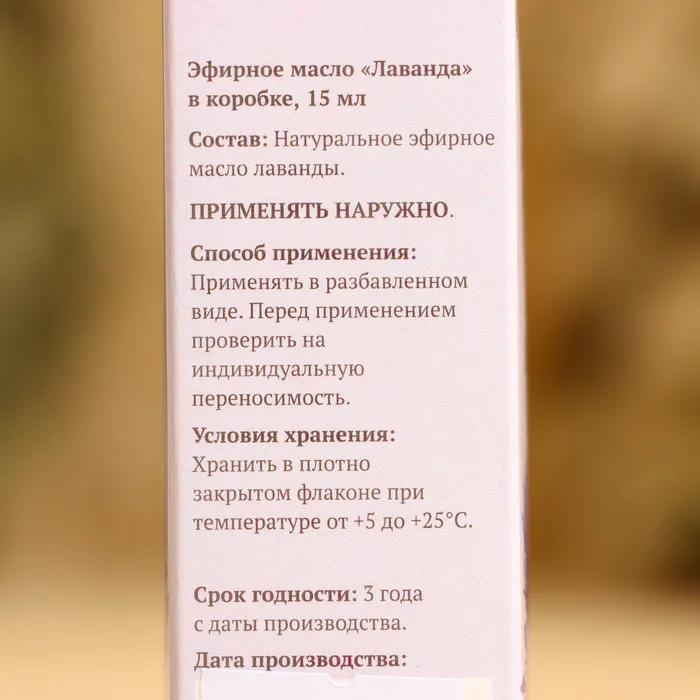 Эфирное масло «Лаванда»
в коробке, 15 мл
Состав: Натуральное эфирное
масло лаванды.
ПРИМЕНЯТЬ НАРУЖНО.
Способ применения:
Применять в разбавленном
виде. Перед применением
проверить на
индивидуальную
переносимость.
Условия хранения:
Хранить в плотно
закрытом флаконе при
температуре от +5 до +25°С.
Срок годности: 3 года
с даты производства.
Дата производства: